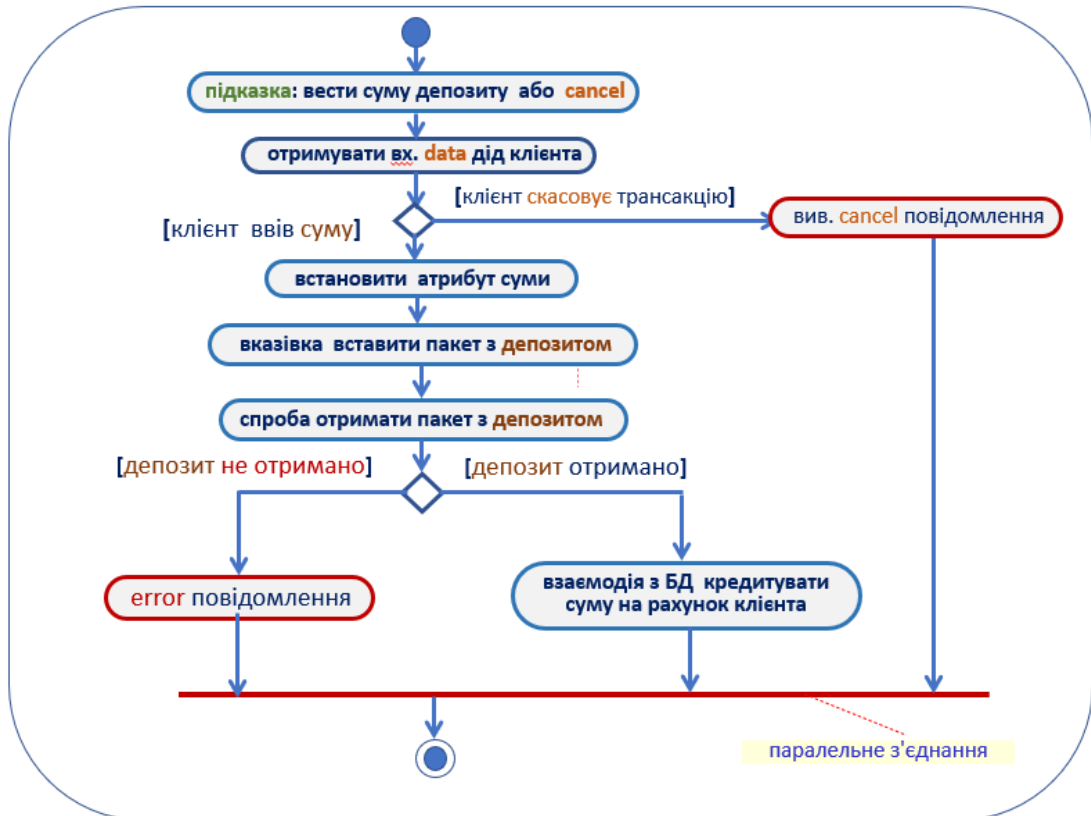 підказка: вести суму депозиту або cancel
отримувати вх. data дід клієнта
[клієнт скасовує трансакцію]
вив. cancel повідомлення
[клієнт ввів суму]
встановити атрибут суми
вказівка вставити пакет з депозитом
спроба отримати пакет з депозитом
[депозит не отримано]
[депозит отримано]
error повідомлення
взаємодія з БД кредитувати
суму на рахунок клієнта
паралельне з'єднання